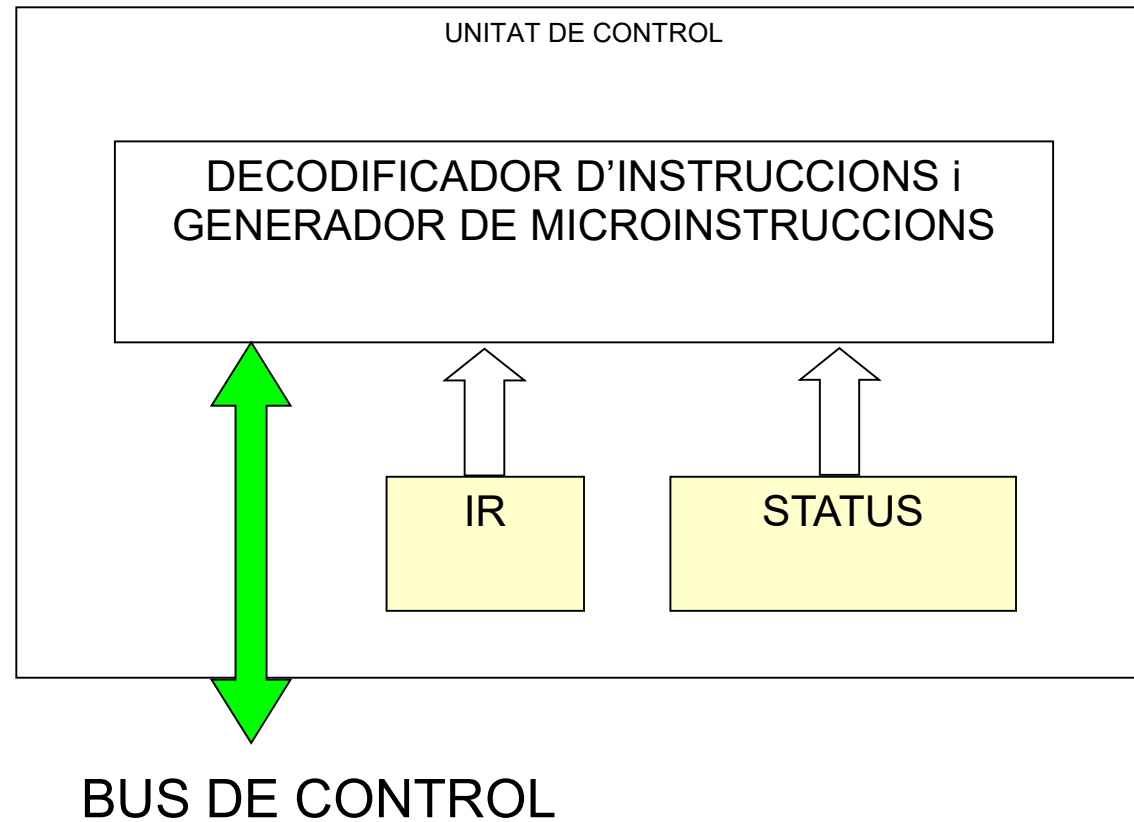 UNITAT DE CONTROL
DECODIFICADOR D’INSTRUCCIONS i
GENERADOR DE MICROINSTRUCCIONS
IR
STATUS
BUS DE CONTROL